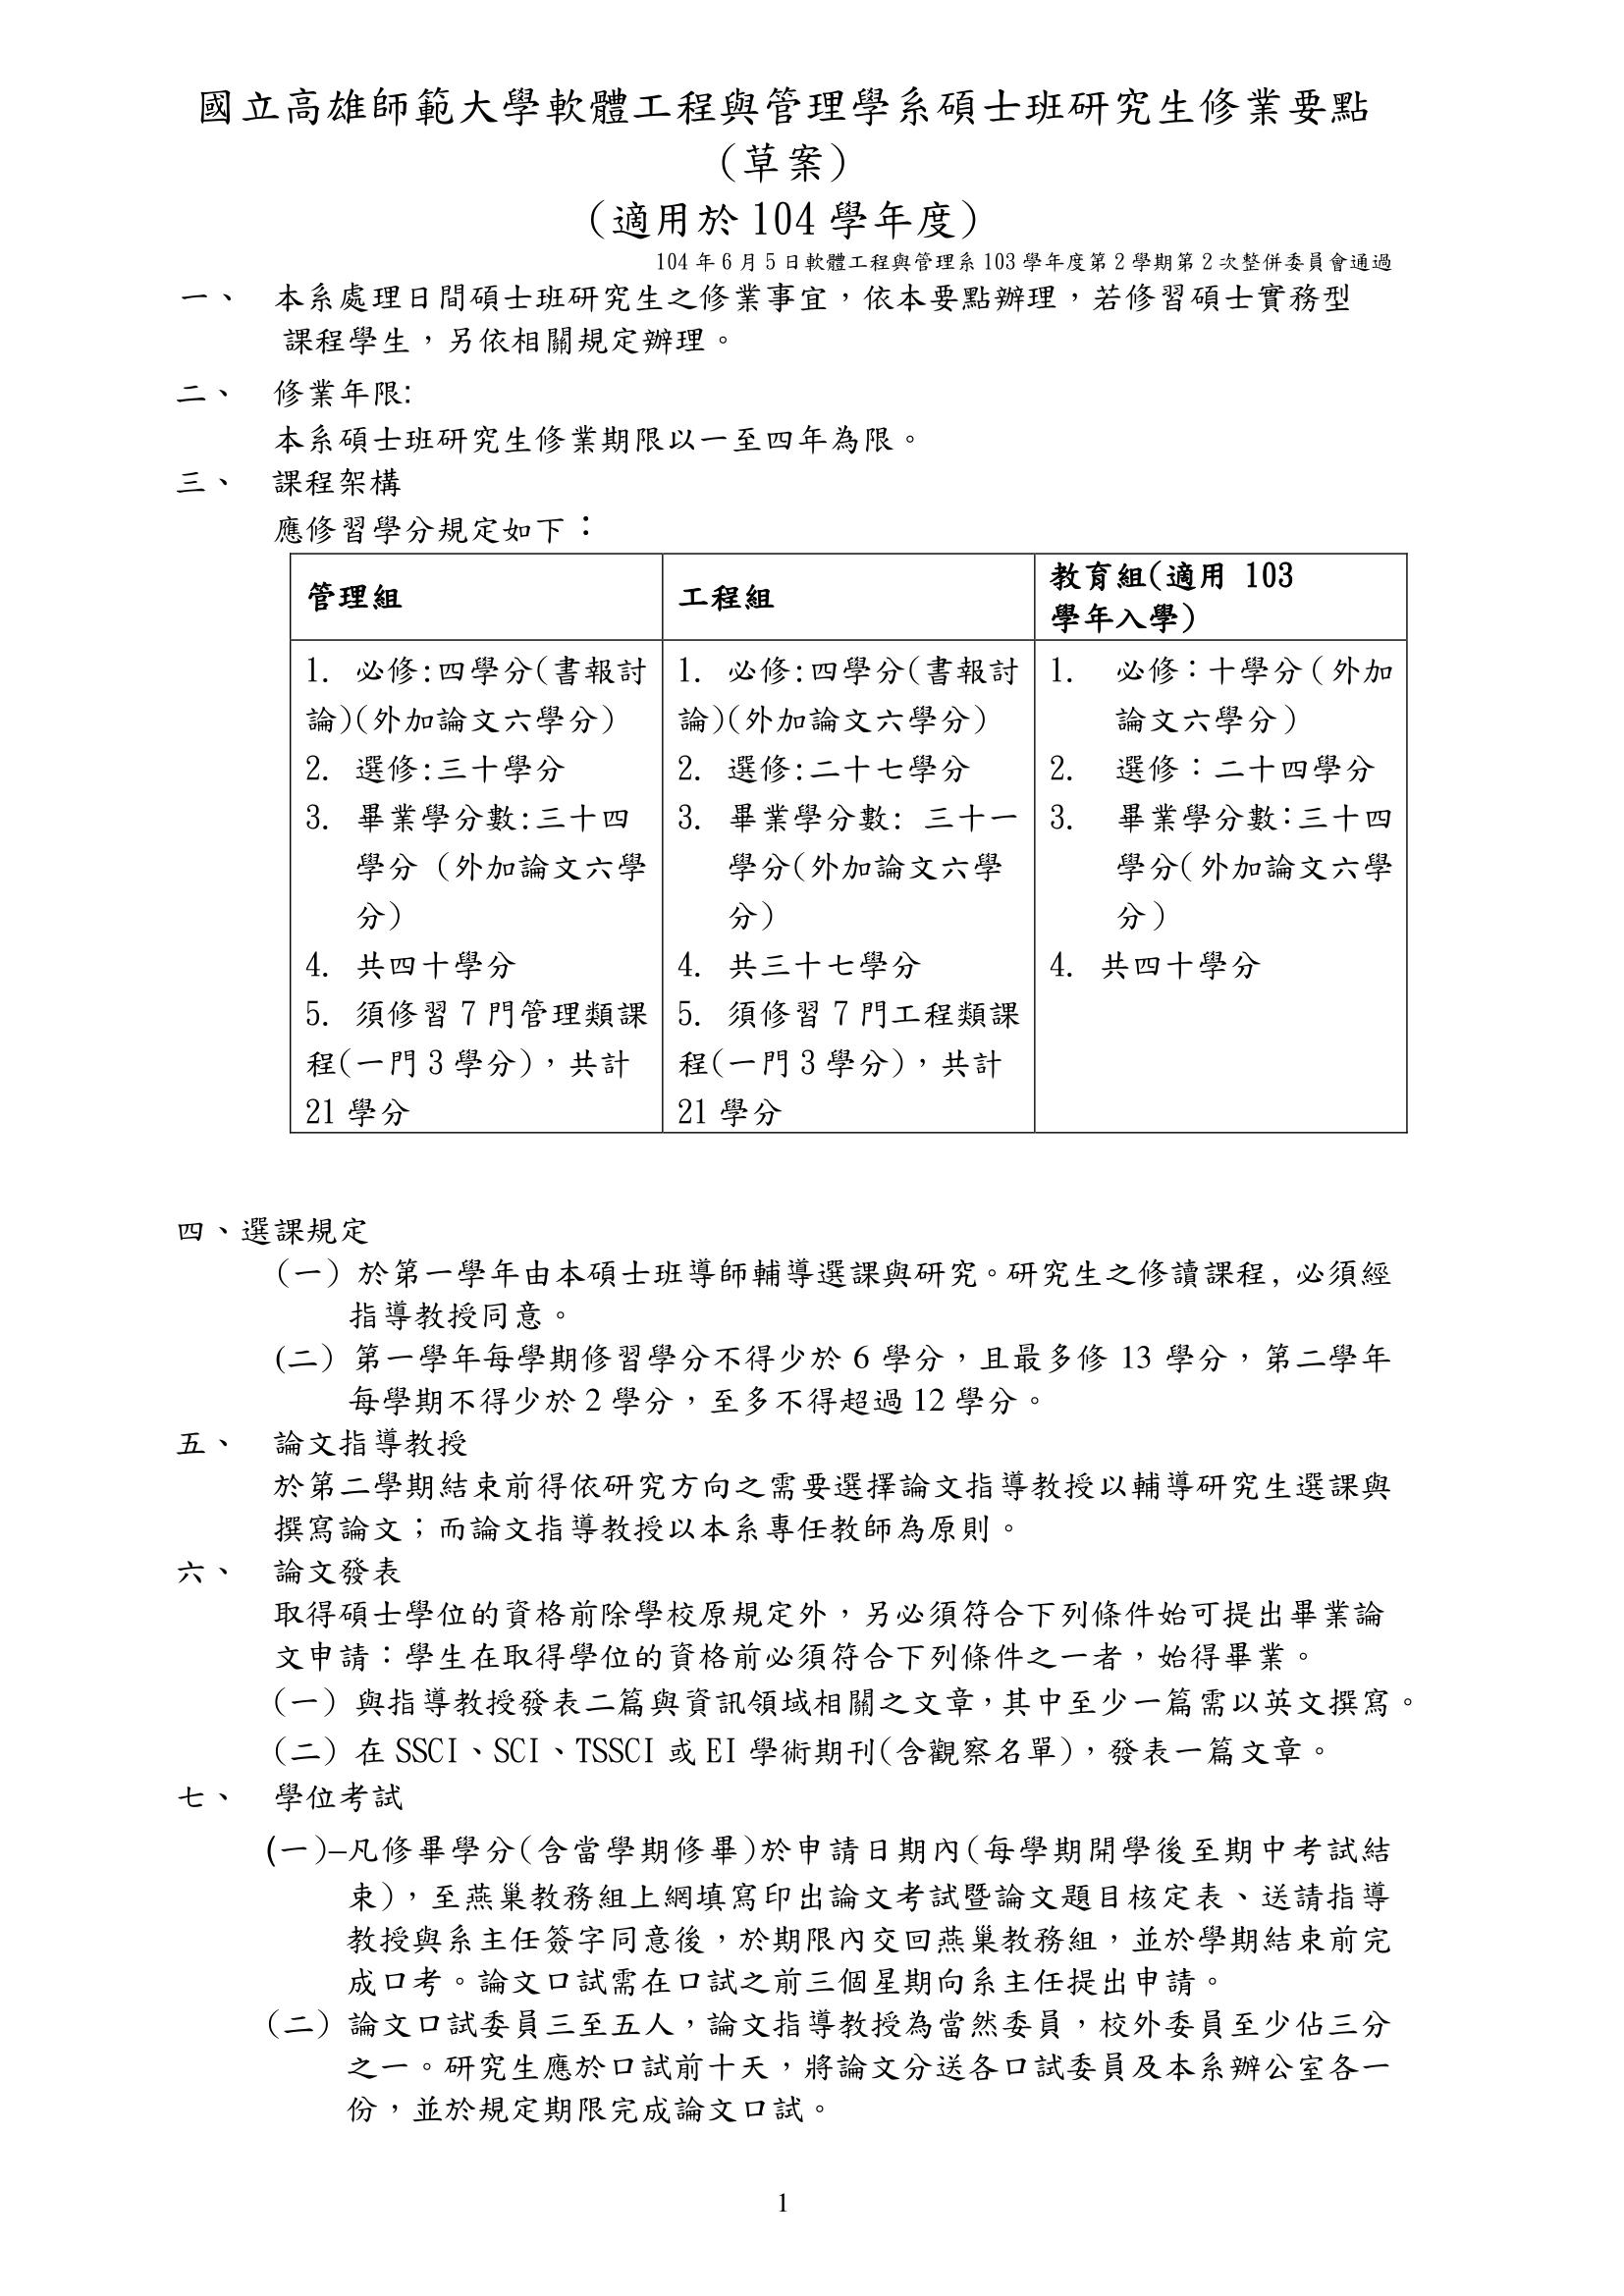 國立高雄師範大學軟體工程與管理學系碩士班研究生修業要點
（草案）
（適用於 104 學年度）
104 年 6 月 5 日軟體工程與管理系 103 學年度第 2 學期第 2 次整併委員會通過
一、 本系處理日間碩士班研究生之修業事宜，依本要點辦理，若修習碩士實務型
課程學生，另依相關規定辦理。
二、 修業年限:
本系碩士班研究生修業期限以一至四年為限。
三、 課程架構
應修習學分規定如下：
管理組
1. 必修:四學分(書報討
論)(外加論文六學分)
2. 選修:三十學分
3. 畢業學分數:三十四
學分 (外加論文六學
分)
4. 共四十學分
5. 須修習 7 門管理類課
程(一門 3 學分)，共計
21 學分
工程組
1. 必修:四學分(書報討
論)(外加論文六學分)
2. 選修:二十七學分
3. 畢業學分數: 三十一
學分(外加論文六學
分)
4. 共三十七學分
5. 須修習 7 門工程類課
程(一門 3 學分)，共計
21 學分
教育組(適用 103
學年入學)
1. 必修：十學分（外加
論文六學分）
2. 選修：二十四學分
3. 畢業學分數：三十四
學分（外加論文六學
分）
4. 共四十學分
四、選課規定
（一）於第一學年由本碩士班導師輔導選課與研究。研究生之修讀課程, 必須經
指導教授同意。
(二）第一學年每學期修習學分不得少於 6 學分，且最多修 13 學分，第二學年
每學期不得少於 2 學分，至多不得超過 12 學分。
五、 論文指導教授
於第二學期結束前得依研究方向之需要選擇論文指導教授以輔導研究生選課與
撰寫論文；而論文指導教授以本系專任教師為原則。
六、 論文發表
取得碩士學位的資格前除學校原規定外，另必須符合下列條件始可提出畢業論
文申請：學生在取得學位的資格前必須符合下列條件之一者，始得畢業。
（一）與指導教授發表二篇與資訊領域相關之文章，其中至少一篇需以英文撰寫。
（二）在 SSCI、SCI、TSSCI 或 EI 學術期刊(含觀察名單)，發表一篇文章。
七、 學位考試
(一)–凡修畢學分(含當學期修畢)於申請日期內(每學期開學後至期中考試結
束)，至燕巢教務組上網填寫印出論文考試暨論文題目核定表、送請指導
教授與系主任簽字同意後，於期限內交回燕巢教務組，並於學期結束前完
成口考。論文口試需在口試之前三個星期向系主任提出申請。
（二）論文口試委員三至五人，論文指導教授為當然委員，校外委員至少佔三分
之一。研究生應於口試前十天，將論文分送各口試委員及本系辦公室各一
份，並於規定期限完成論文口試。
1